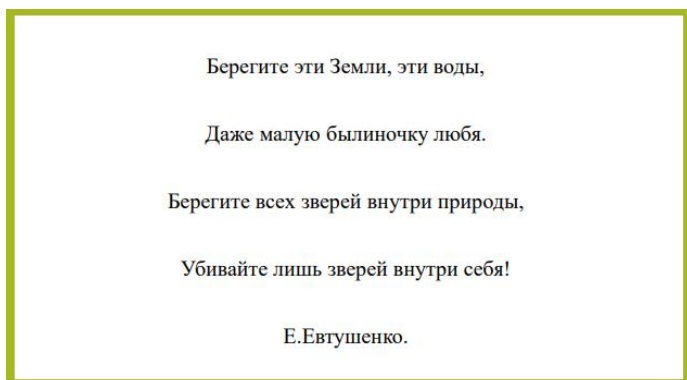 Берегите эти Земли, эти воды,
Даже малую былиночку любя.
Берегите всех зверей внутри природы,
Убивайте лишь зверей внутри себя!
Е.Евтушенко.